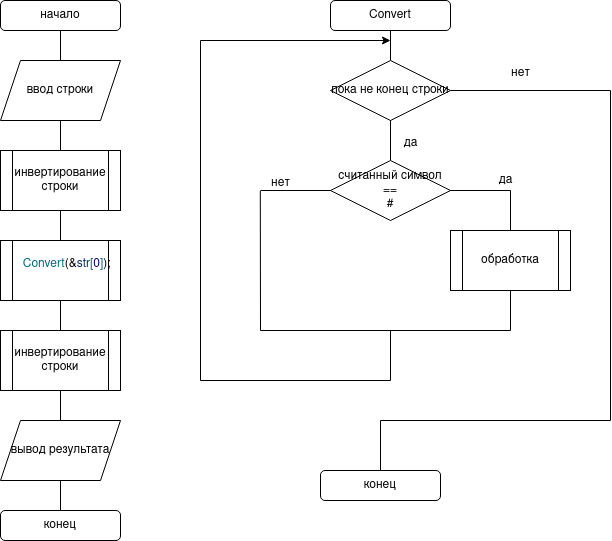 начало
ввод строки
инвертирование
строки
Convert(&str[0]);
инвертирование
строки
вывод результата
конец
Convert
пока не конец строки
нет
да
считанный символ
==
#
нет
да
обработка
конец